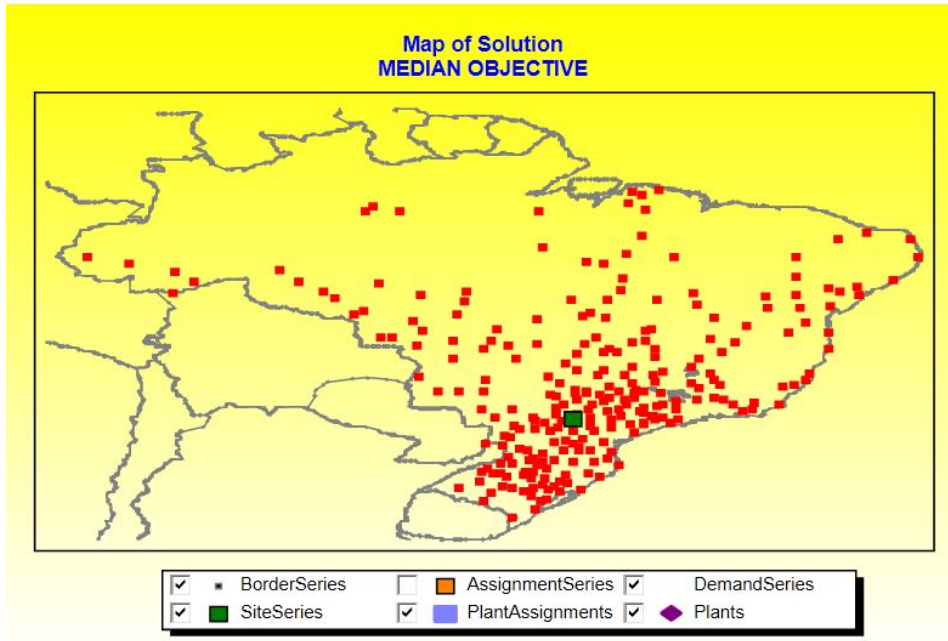 Map of Solution
MEDIAN OBJECTIVE
BorderSeries AssignmentSeries DemandSeries
SiteSeries PlantAssignments Plants